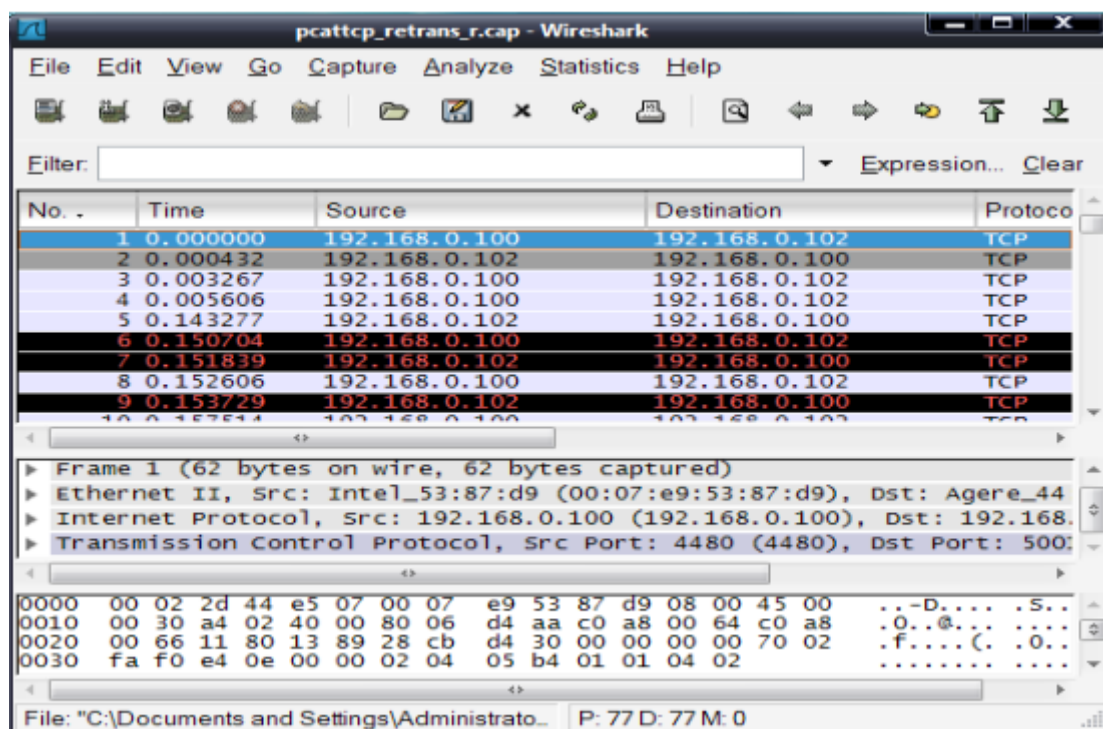 pcattcp_retrans_r.cap - Wireshark
File Edit View Go Capture Analyze Statistics Help
Filter: Expression... Clear
No. . Time Source Destination Protoco
1 0.000000 192.168.0.100 192.168.0.102 TCP
2 0.000432 192.168.0.102 192.168.0.100 TCP
3 0.003267 192.168.0.100 192.168.0.102 TCP
4 0.005606 192.168.0.100 192.168.0.102 TCP
5 0.143277 192.168.0.102 192.168.0.100 TCP
6 0.150704 192.168.0.100 192.168.0.102 TCP
7 0.151839 192.168.0.102 192.168.0.100 TCP
8 0.152606 192.168.0.100 192.168.0.102 TCP
9 0.153729 192.168.0.102 192.168.0.100 TCP
10 0.157514 192.168.0.100 192.168.0.102 TCP
Frame 1 (62 bytes on wire, 62 bytes captured)
Ethernet II, Src: Intel_53:87:d9 (00:07:e9:53:87:d9), Dst: Agere_44
Internet Protocol, Src: 192.168.0.100 (192.168.0.100), Dst: 192.168.
Transmission Control Protocol, Src Port: 4480 (4480), Dst Port: 500
0000 00 02 2d 44 e5 07 00 07 e9 53 87 d9 08 00 45 00 ..-D.... .S..
0010 00 30 a4 02 40 00 80 06 d4 aa c0 a8 00 64 c0 a8 .0..@... ....
0020 00 66 11 80 13 89 28 cb d4 30 00 00 00 00 70 02 .f....(. .0..
0030 fa f0 e4 0e 00 00 02 04 05 b4 01 01 04 02 ........ ....
File: "C:\Documents and Settings\Administrato... P: 77 D: 77 M: 0